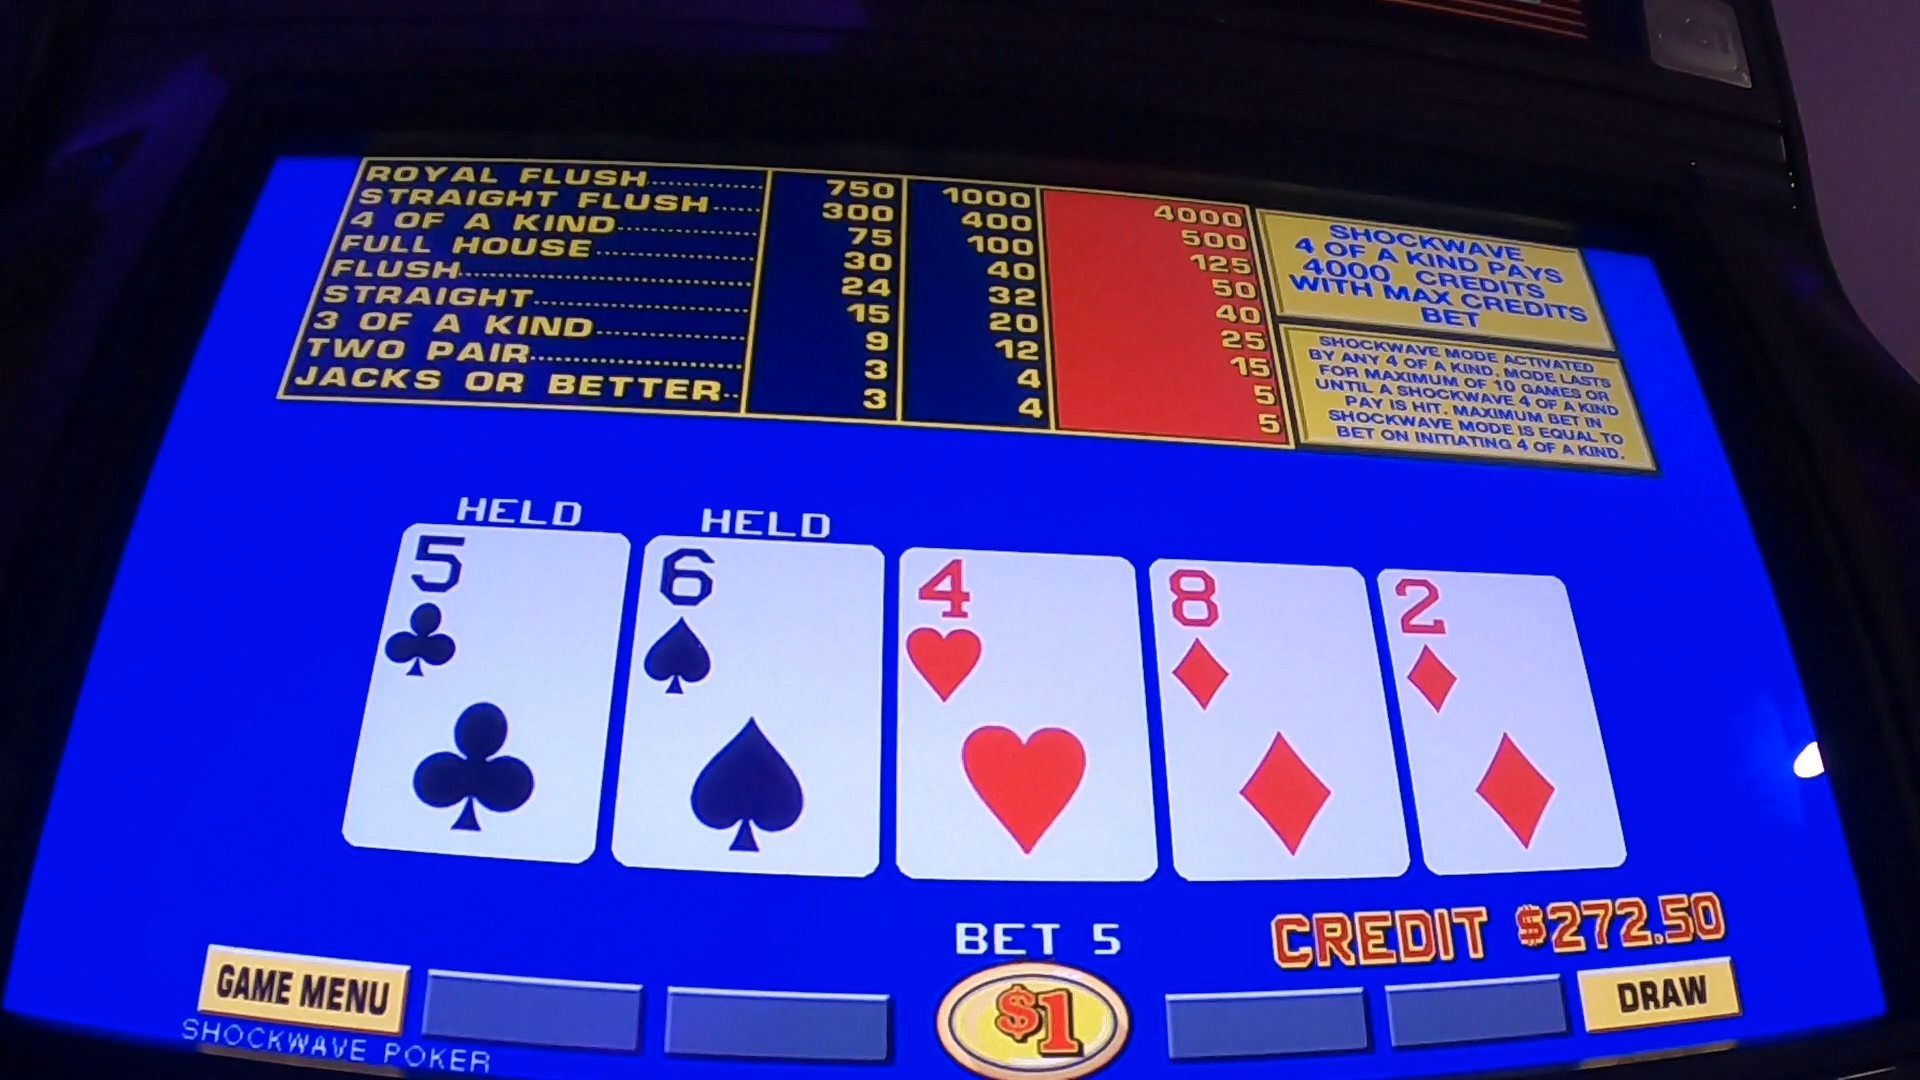 ROYAL FLUSH.............. 750 1000 4000
STRAIGHT FLUSH..... 300 400 500
4 OF A KIND................. 75 100 125
FULL HOUSE................ 30 40 50
FLUSH................................ 24 32 40
STRAIGHT........................ 15 20 25
3 OF A KIND................. 9 12 15
TWO PAIR........................ 3 4 5
JACKS OR BETTER.. 3 4 5
SHOCKWAVE
4 OF A KIND PAYS
4000 CREDITS
WITH MAX CREDITS
BET
SHOCKWAVE MODE ACTIVATED
BY ANY 4 OF A KIND. MODE LASTS
FOR MAXIMUM OF 10 GAMES OR
UNTIL A SHOCKWAVE 4 OF A KIND
PAY IS HIT. MAXIMUM BET IN
SHOCKWAVE MODE IS EQUAL TO
BET ON INITIATING 4 OF A KIND.
HELD HELD
5 6 4 8 2
BET 5 CREDIT $272.50
GAME MENU $1 DRAW
SHOCKWAVE POKER